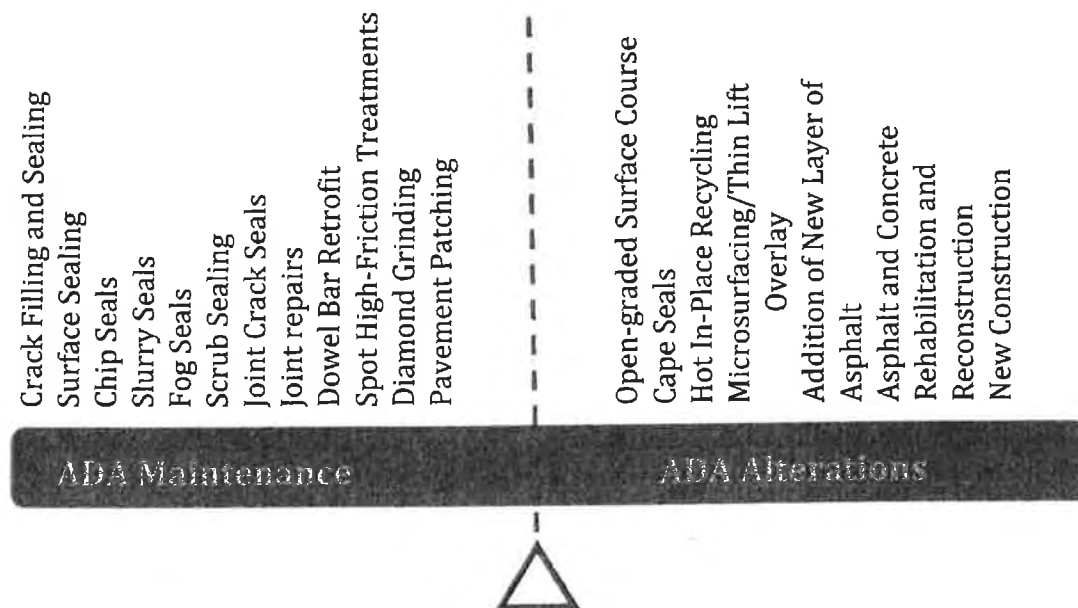 Crack Filling and Sealing
Surface Sealing
Chip Seals
Slurry Seals
Fog Seals
Scrub Sealing
Joint Crack Seals
Joint repairs
Dowel Bar Retrofit
Spot High-Friction Treatments
Diamond Grinding
Pavement Patching
Open-graded Surface Course
Cape Seals
Hot In-Place Recycling
Microsurfacing/Thin Lift
Overlay
Addition of New Layer of
Asphalt
Asphalt and Concrete
Rehabilitation and
Reconstruction
New Construction
ADA Maintenance
ADA Alterations